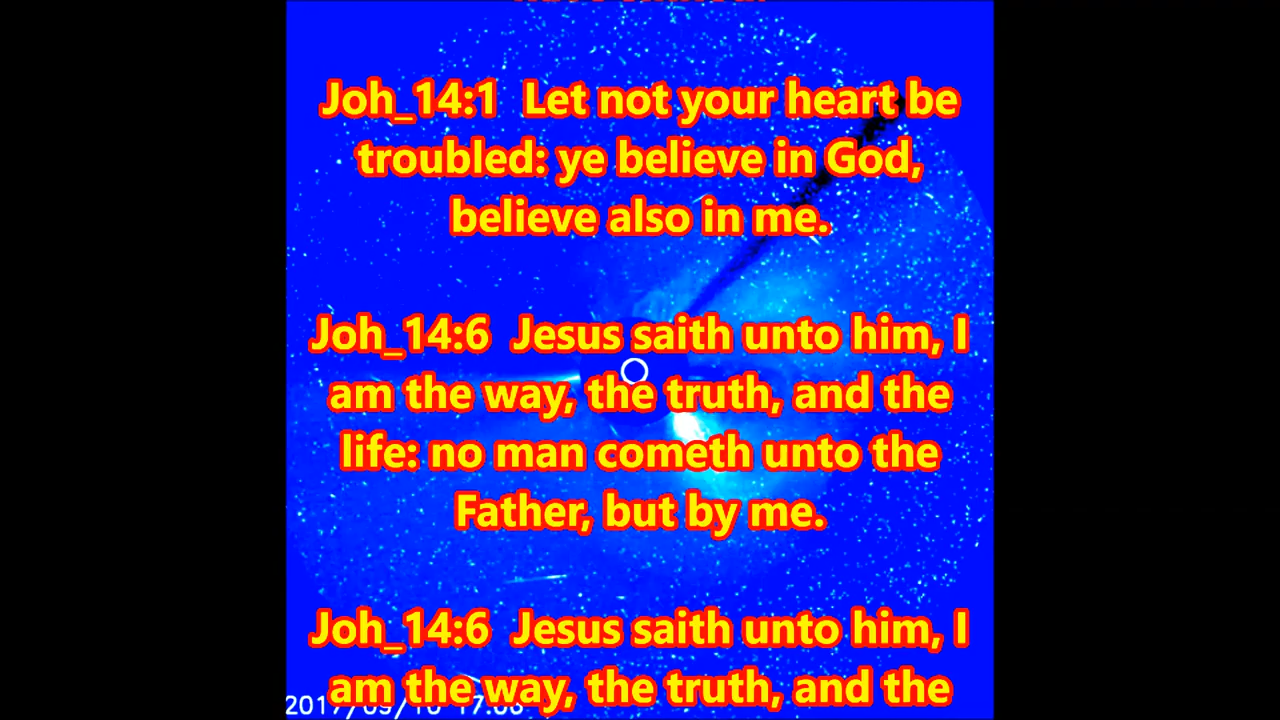 Joh_14:1 Let not your heart be
troubled: ye believe in God,
believe also in me.
Joh_14:6 Jesus saith unto him, I
am the way, the truth, and the
life: no man cometh unto the
Father, but by me.
Joh_14:6 Jesus saith unto him, I
am the way, the truth, and the